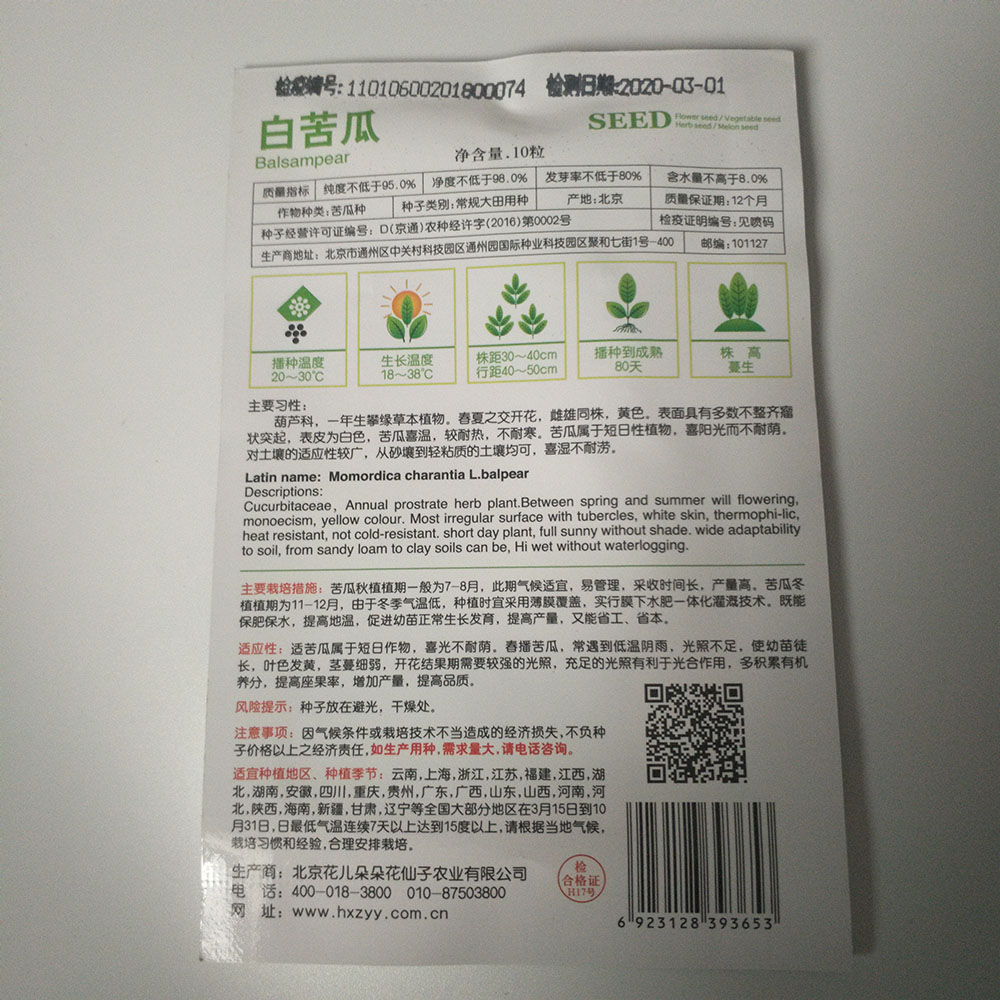 检疫编号:11010600201800074 检测日期:2020-03-01
白苦瓜
Balsampear
SEED
Flower seed / Vegetable seed
Herb seed / Melon seed
净含量.10粒
质量指标 纯度不低于95.0% 净度不低于98.0% 发芽率不低于80% 含水量不高于8.0%
作物种类:苦瓜种 种子类别:常规大田用种 产地:北京 质量保证期:12个月
种子经营许可证编号: D(京通)农种经许字(2016)第0002号 检疫证明编号:见喷码
生产商地址: 北京市通州区中关村科技园区通州园国际种业科技园区聚和七街1号-400 邮编:101127
播种温度
20～30℃
生长温度
18～38℃
株距30～40cm
行距40～50cm
播种到成熟
80天
株 高
蔓生
主要习性:
葫芦科，一年生攀缘草本植物。春夏之交开花，雌雄同株，黄色。表面具有多数不整齐瘤
状突起，表皮为白色，苦瓜喜温，较耐热，不耐寒。苦瓜属于短日性植物，喜阳光而不耐荫。
对土壤的适应性较广，从砂壤到轻粘质的土壤均可，喜湿不耐涝。
Latin name: Momordica charantia L.balpear
Descriptions:
Cucurbitaceae, Annual prostrate herb plant.Between spring and summer will flowering,
monoecism, yellow colour. Most irregular surface with tubercles, white skin, thermophi-lic,
heat resistant, not cold-resistant. short day plant, full sunny without shade. wide adaptability
to soil, from sandy loam to clay soils can be, Hi wet without waterlogging.
主要栽培措施: 苦瓜秋植植期一般为7-8月，此期气候适宜，易管理，采收时间长，产量高。苦瓜冬
植植期为11-12月，由于冬季气温低，种植时宜采用薄膜覆盖，实行膜下水肥一体化灌溉技术。既能
保肥保水，提高地温，促进幼苗正常生长发育，提高产量，又能省工、省本。
适应性: 适苦瓜属于短日作物，喜光不耐荫。春播苦瓜，常遇到低温阴雨，光照不足，使幼苗徒
长，叶色发黄，茎蔓细弱，开花结果期需要较强的光照，充足的光照有利于光合作用，多积累有机
养分，提高座果率，增加产量，提高品质。
风险提示: 种子放在避光，干燥处。
注意事项: 因气候条件或栽培技术不当造成的经济损失,不负种
子价格以上之经济责任,如生产用种,需求量大,请电话咨询。
适宜种植地区、种植季节: 云南,上海,浙江,江苏,福建,江西,湖
北,湖南,安徽,四川,重庆,贵州,广东,广西,山东,山西,河南,河
北,陕西,海南,新疆,甘肃,辽宁等全国大部分地区在3月15日到10
月31日,日最低气温连续7天以上达到15度以上,请根据当地气候,
栽培习惯和经验,合理安排栽培。
生产商: 北京花儿朵朵花仙子农业有限公司
电 话: 400-018-3800 010-87503800
网 址: www.hxzyy.com.cn
检
合格证
H17号
6 923128 393653